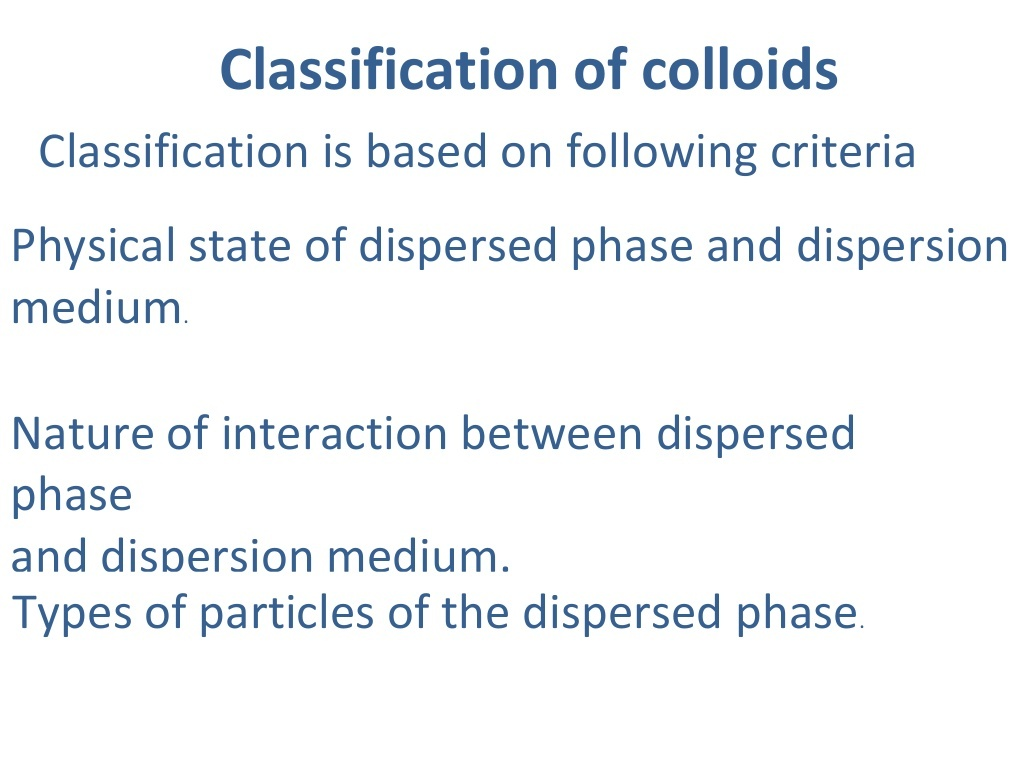 Classification of colloids
Classification is based on following criteria
Physical state of dispersed phase and dispersion
medium.
Nature of interaction between dispersed
phase
and dispersion medium.
Types of particles of the dispersed phase.